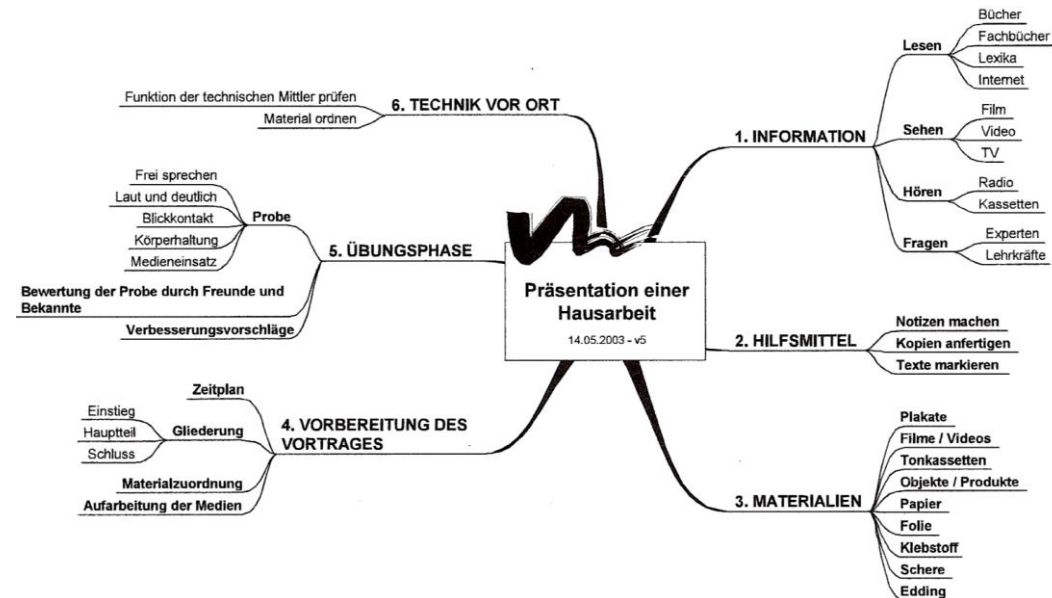 Präsentation einer
Hausarbeit
14.05.2003 - v5
1. INFORMATION
Lesen
Bücher
Fachbücher
Lexika
Internet
Sehen
Film
Video
TV
Hören
Radio
Kassetten
Fragen
Experten
Lehrkräfte
2. HILFSMITTEL
Notizen machen
Kopien anfertigen
Texte markieren
3. MATERIALIEN
Plakate
Filme / Videos
Tonkassetten
Objekte / Produkte
Papier
Folie
Klebstoff
Schere
Edding
4. VORBEREITUNG DES
VORTRAGES
Zeitplan
Gliederung
Einstieg
Hauptteil
Schluss
Materialzuordnung
Aufarbeitung der Medien
5. ÜBUNGSPHASE
Probe
Frei sprechen
Laut und deutlich
Blickkontakt
Körperhaltung
Medieneinsatz
Bewertung der Probe durch Freunde und
Bekannte
Verbesserungsvorschläge
6. TECHNIK VOR ORT
Funktion der technischen Mittler prüfen
Material ordnen